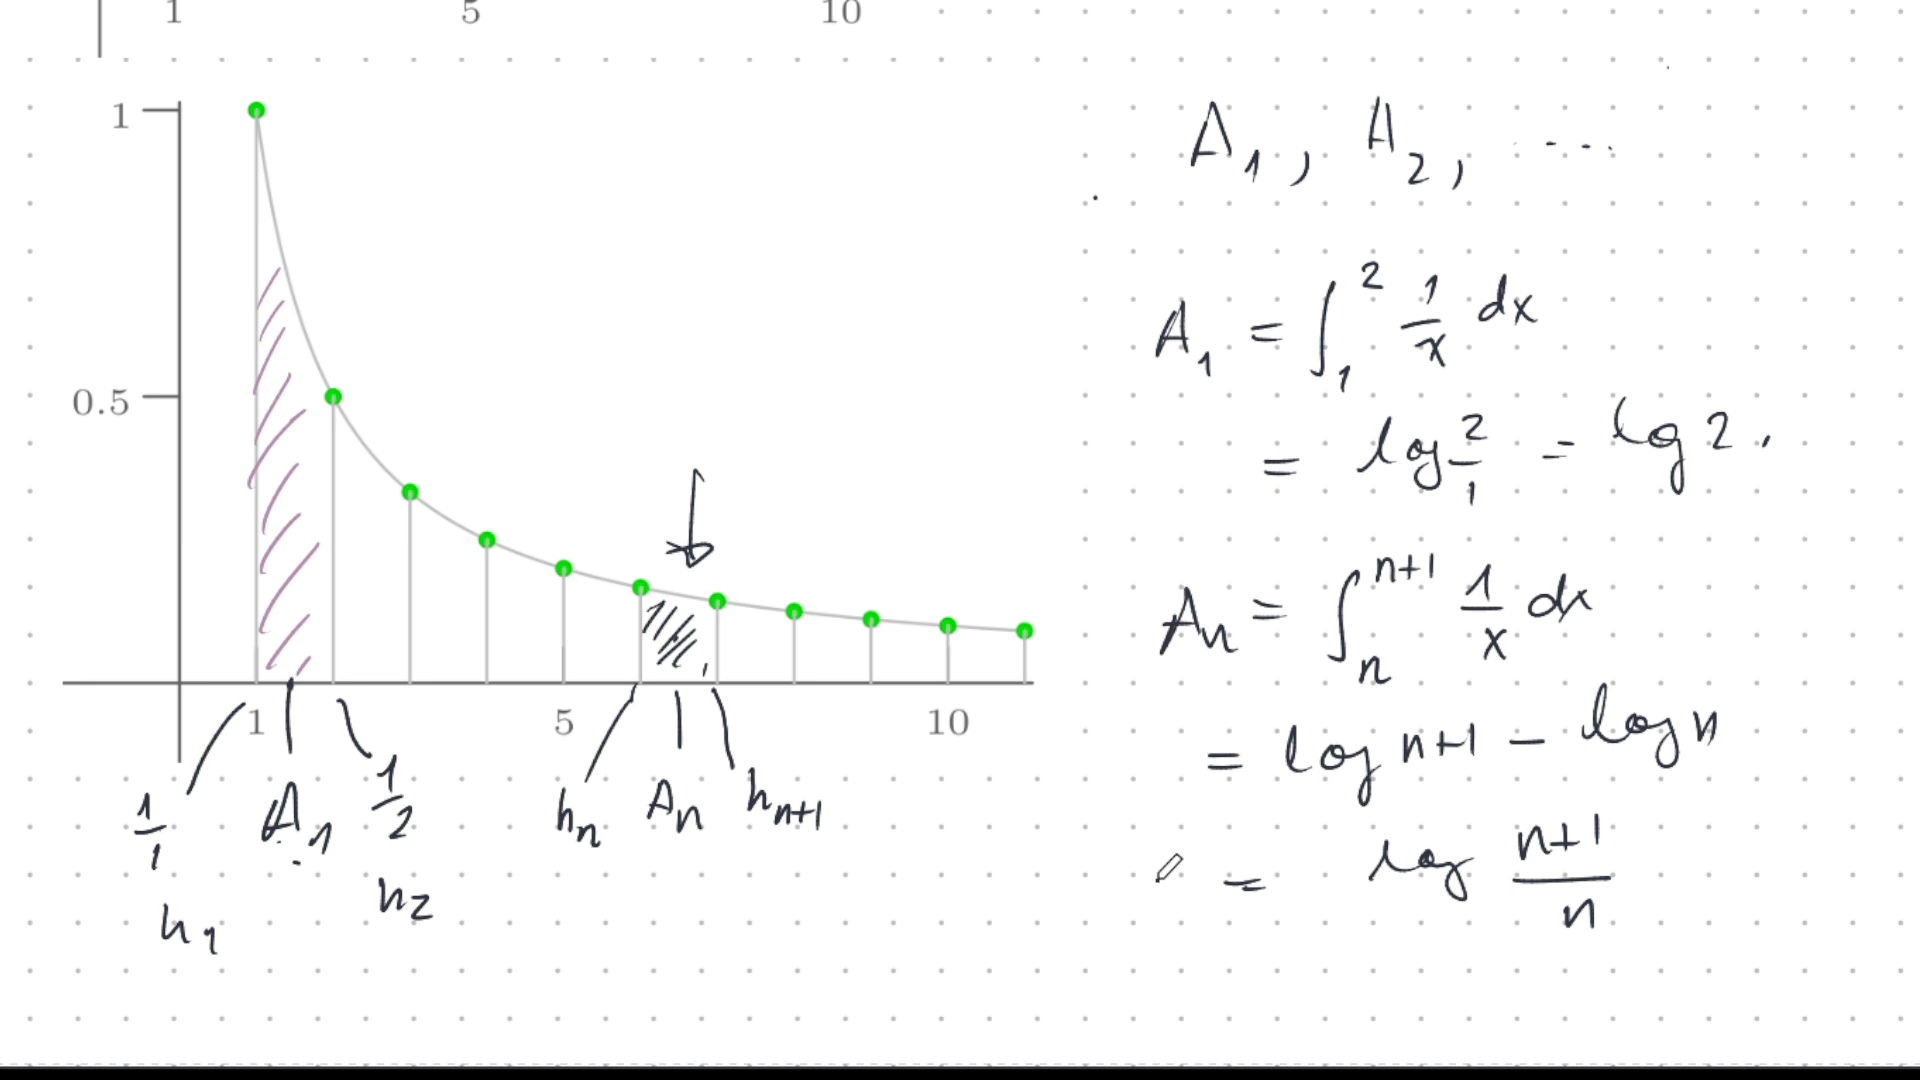 1 5 10
1
0.5
1 5 10
1/1 A₁ 1/2 hₙ Aₙ hₙ₊₁
h₁ h₂
A₁, A₂, ....
A₁ = ∫₁² 1/x dx
= log 2/1 = log 2.
Aₙ = ∫ₙⁿ⁺¹ 1/x dx
= log n+1 − log n
= log (n+1)/n